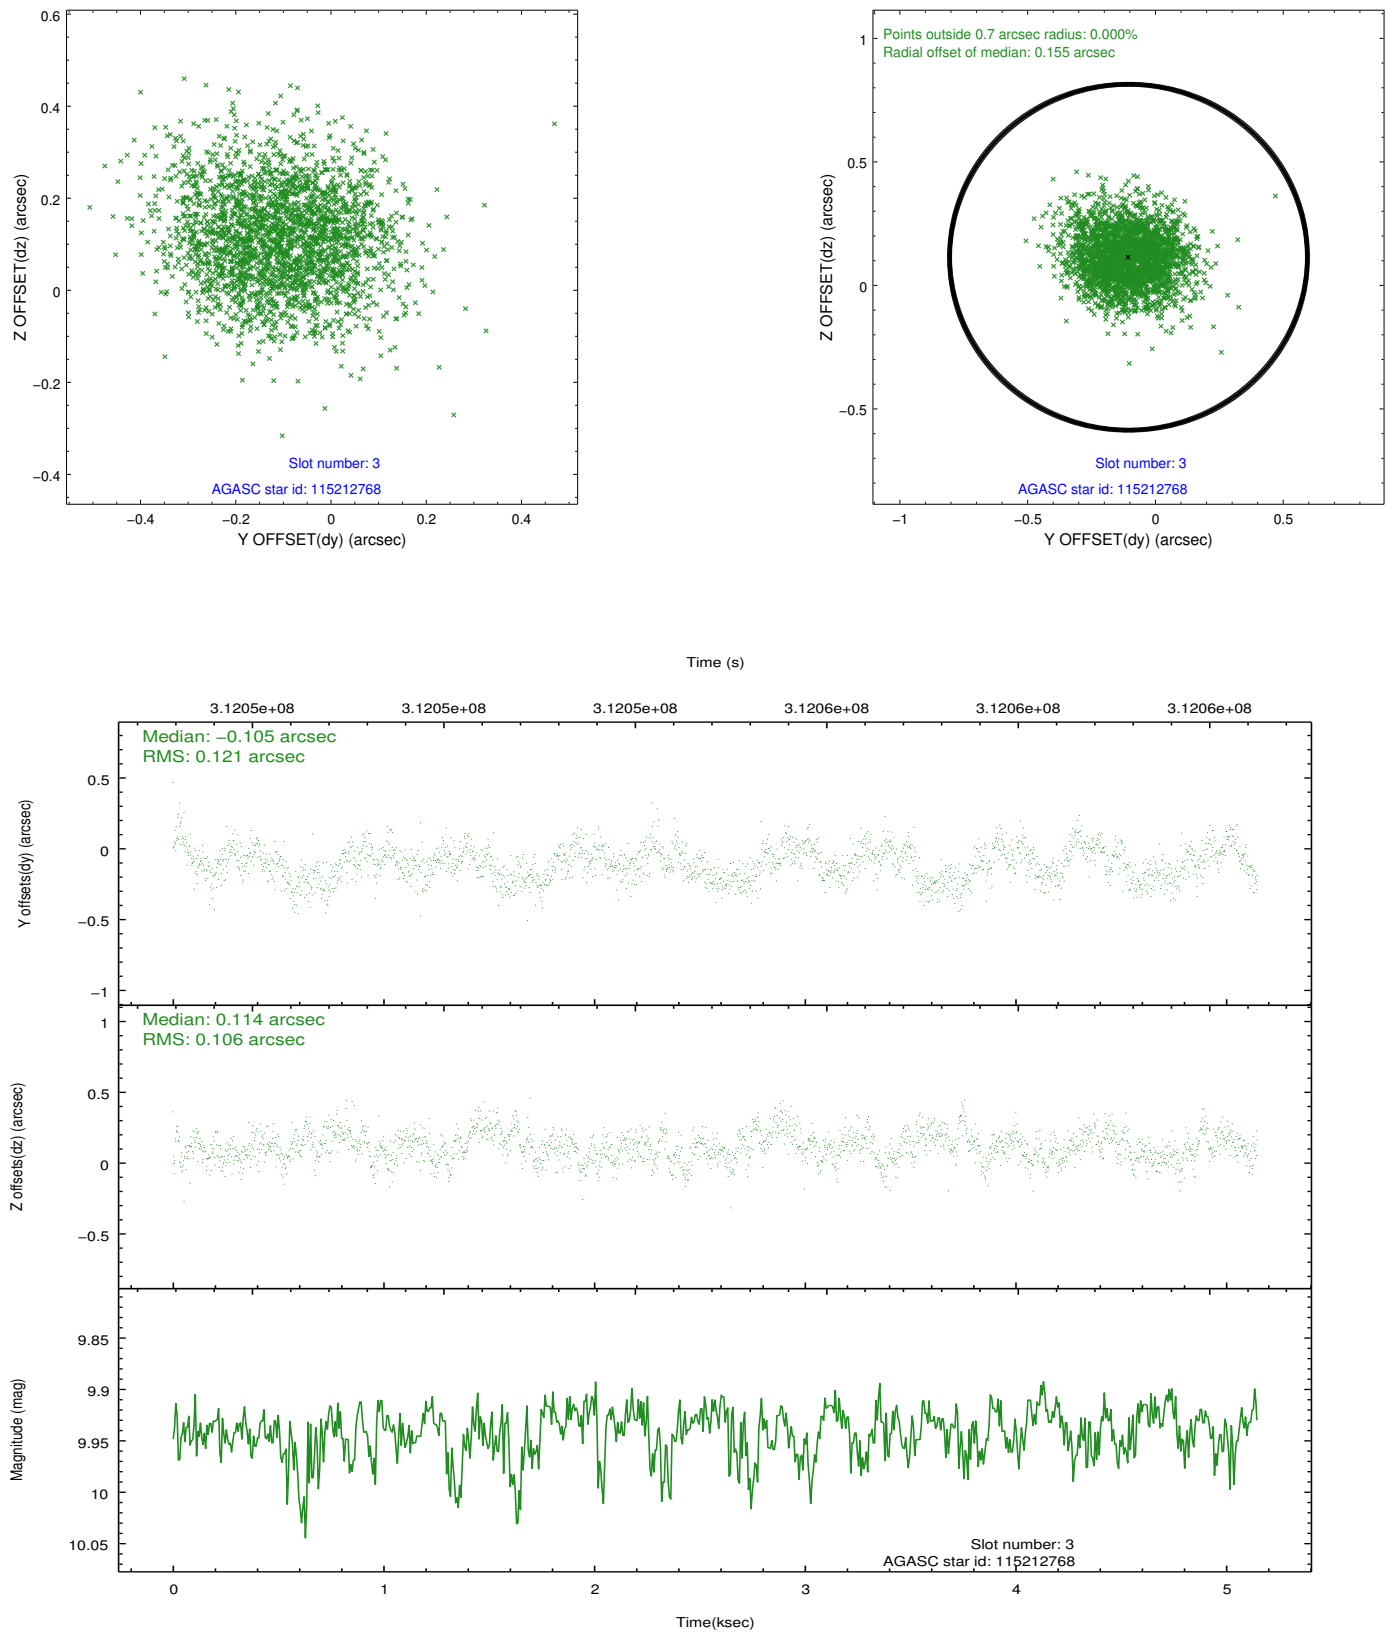 0.6
0.4
0.2
0
−0.2
−0.4
Z OFFSET(dz) (arcsec)
Slot number: 3
AGASC star id: 115212768
−0.4 −0.2 0 0.2 0.4
Y OFFSET(dy) (arcsec)
Points outside 0.7 arcsec radius: 0.000%
Radial offset of median: 0.155 arcsec
1
0.5
0
−0.5
Z OFFSET(dz) (arcsec)
Slot number: 3
AGASC star id: 115212768
−1 −0.5 0 0.5
Y OFFSET(dy) (arcsec)
Time (s)
3.1205e+08 3.1205e+08 3.1205e+08 3.1206e+08 3.1206e+08 3.1206e+08
Median: −0.105 arcsec
RMS: 0.121 arcsec
0.5
0
−0.5
−1
Y offsets(dy) (arcsec)
Median: 0.114 arcsec
RMS: 0.106 arcsec
1
0.5
0
−0.5
Z offsets(dz) (arcsec)
9.85
9.9
9.95
10
10.05
Magnitude (mag)
Slot number: 3
AGASC star id: 115212768
0 1 2 3 4 5
Time(ksec)